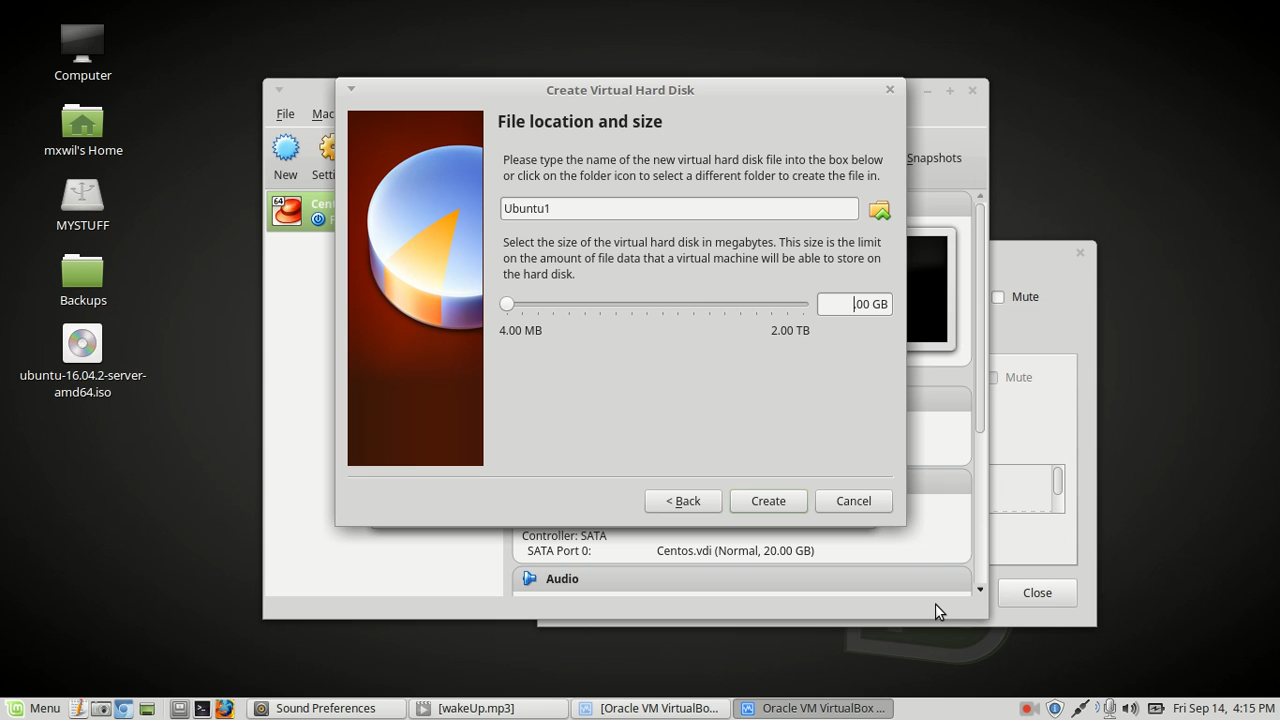 Computer
mxwil's Home
MYSTUFF
Backups
ubuntu-16.04.2-server-
amd64.iso
File
New
64
Create Virtual Hard Disk
File location and size
Please type the name of the new virtual hard disk file into the box below
or click on the folder icon to select a different folder to create the file in.
Ubuntu1
Select the size of the virtual hard disk in megabytes. This size is the limit
on the amount of file data that a virtual machine will be able to store on
the hard disk.
.00 GB
4.00 MB
2.00 TB
< Back
Create
Cancel
Snapshots
Controller: SATA
SATA Port 0:
Centos.vdi (Normal, 20.00 GB)
Audio
Mute
Mute
Close
Menu
Sound Preferences
[wakeUp.mp3]
[Oracle VM VirtualBo...
Oracle VM VirtualBox ...
Fri Sep 14, 4:15 PM